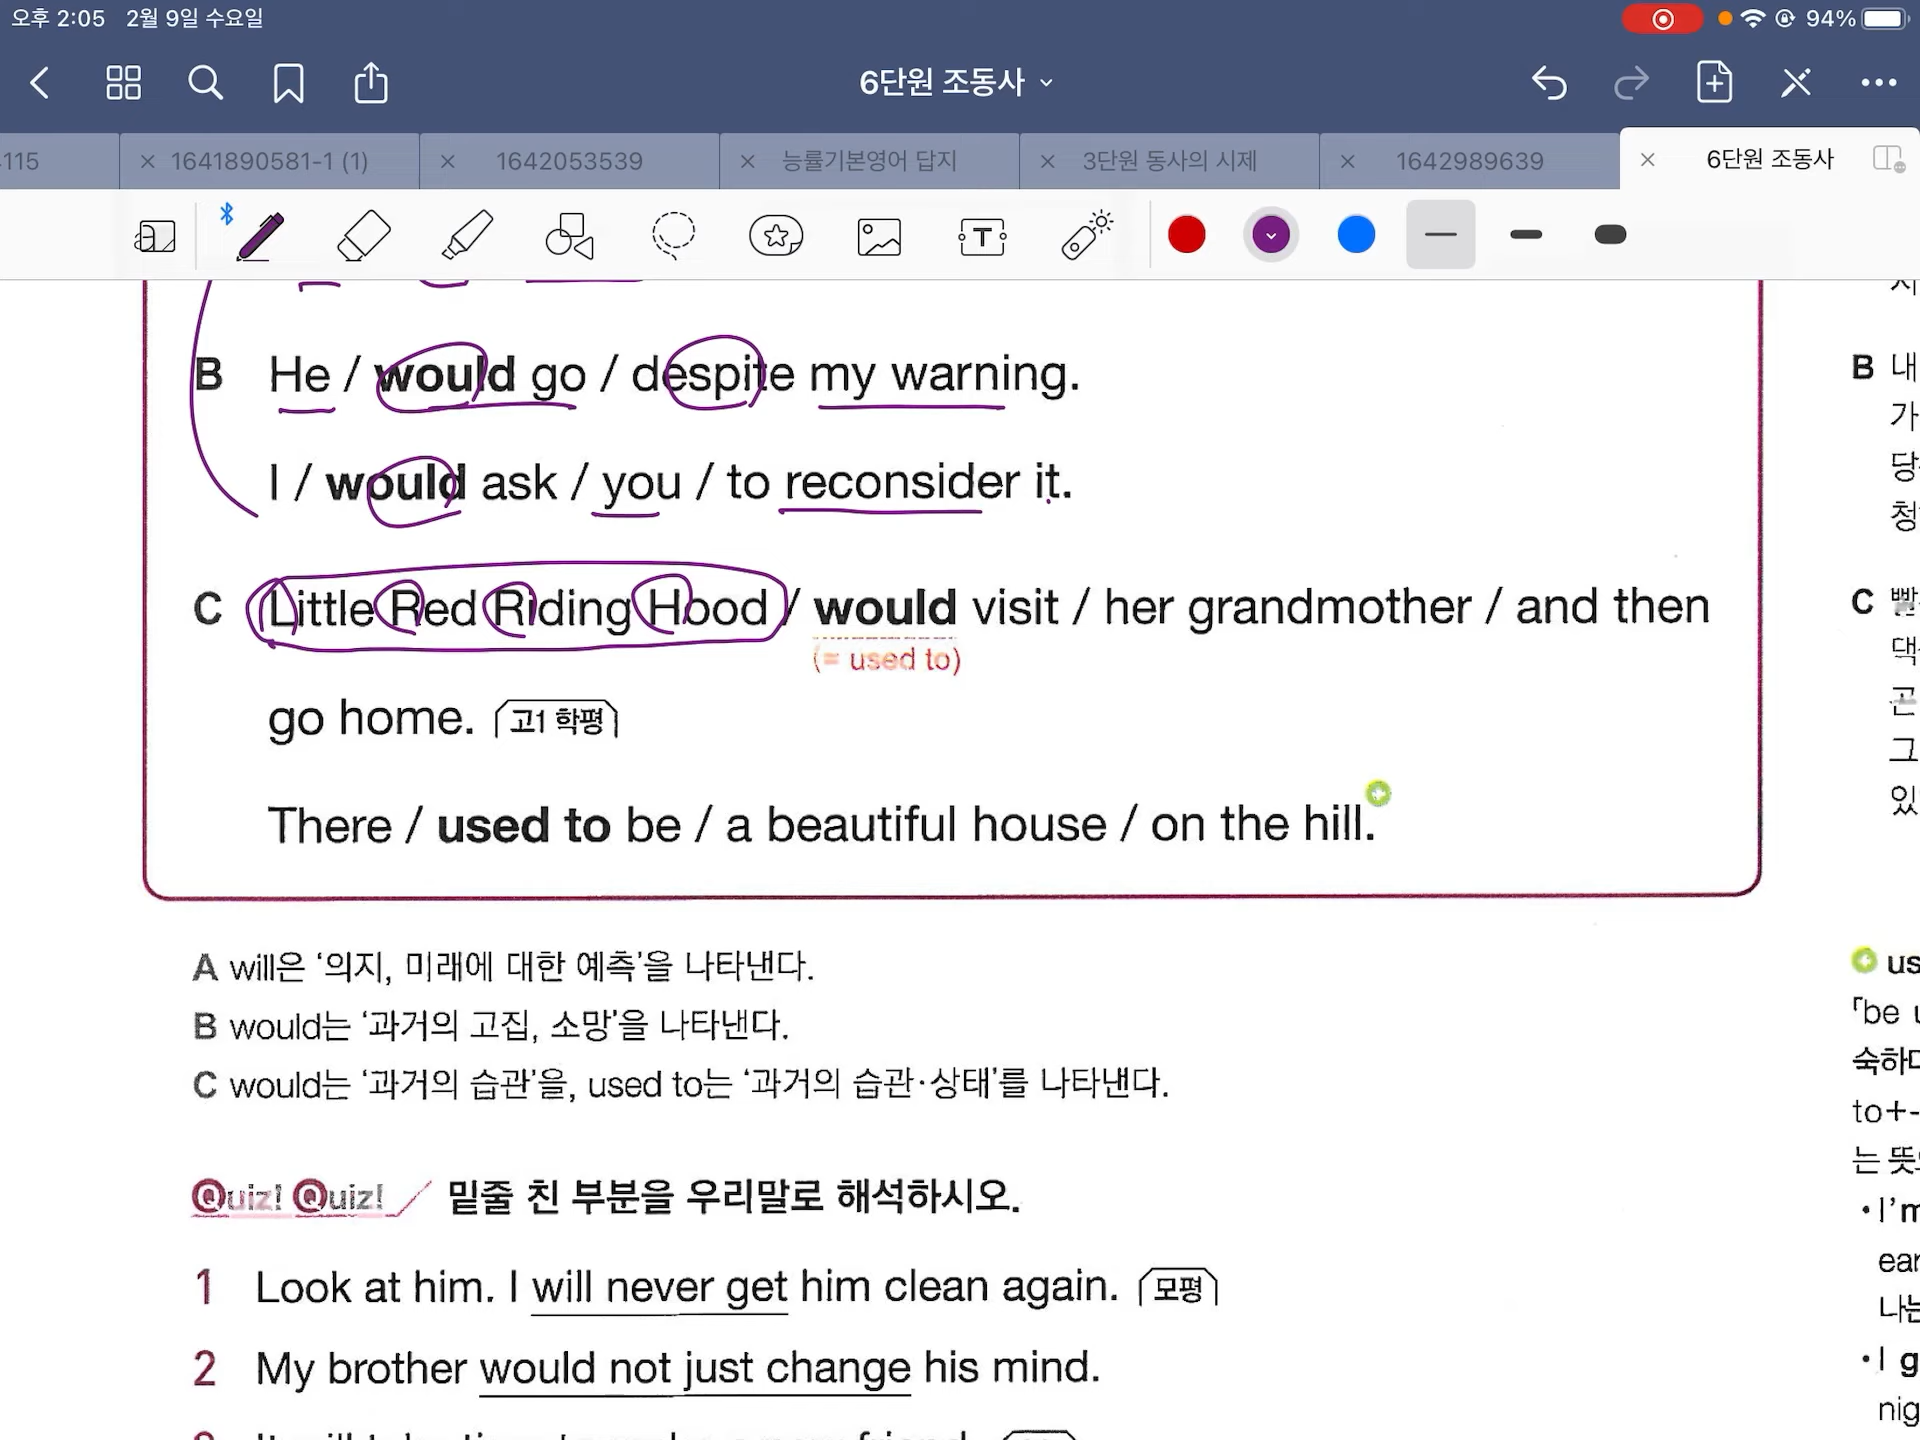 오후 2:05 2월 9일 수요일 94%
6단원 조동사
115 × 1641890581-1 (1) × 1642053539 × 능률기본영어 답지 × 3단원 동사의 시제 × 1642989639 × 6단원 조동사
B He / would go / despite my warning.
I / would ask / you / to reconsider it.
C Little Red Riding Hood / would visit / her grandmother / and then
(= used to)
go home. 고1 학평
There / used to be / a beautiful house / on the hill.
A will은 ‘의지, 미래에 대한 예측’을 나타낸다.
B would는 ‘과거의 고집, 소망’을 나타낸다.
C would는 ‘과거의 습관’을, used to는 ‘과거의 습관·상태’를 나타낸다.
Quiz! Quiz! 밑줄 친 부분을 우리말로 해석하시오.
1 Look at him. I will never get him clean again. 모평
2 My brother would not just change his mind.
B 내
가
당
청
C 빨
댁
곤
그
있
us
「be u
숙하
to+-
는 뜻
•I’m
ear
나는
•I g
nig